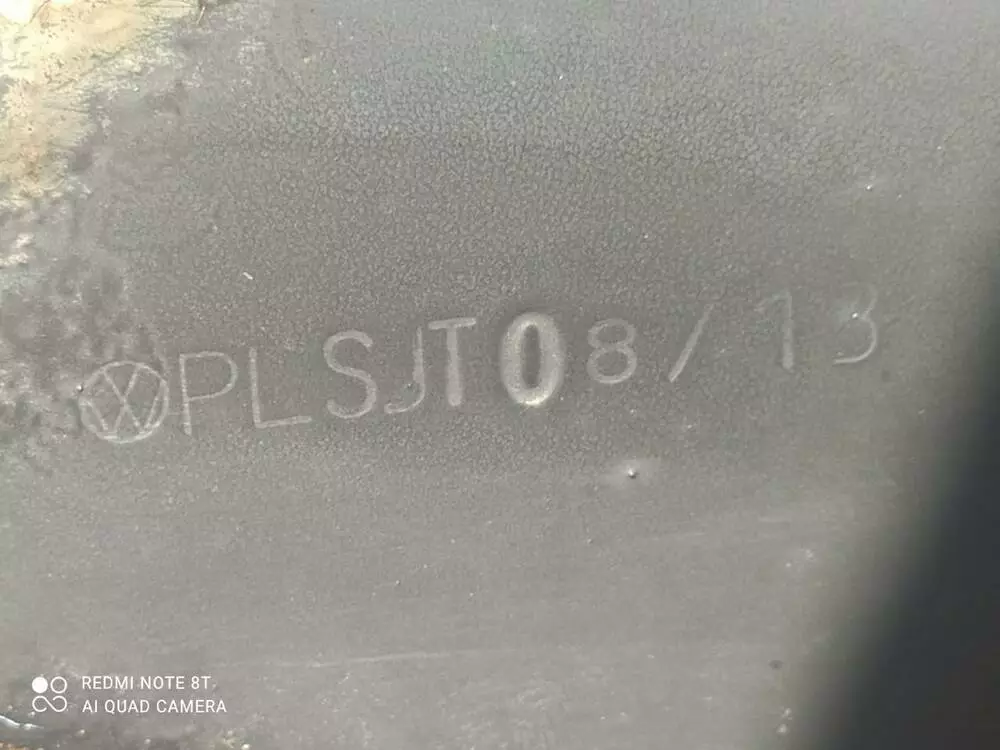 PLSJT08/13
REDMI NOTE 8T
AI QUAD CAMERA